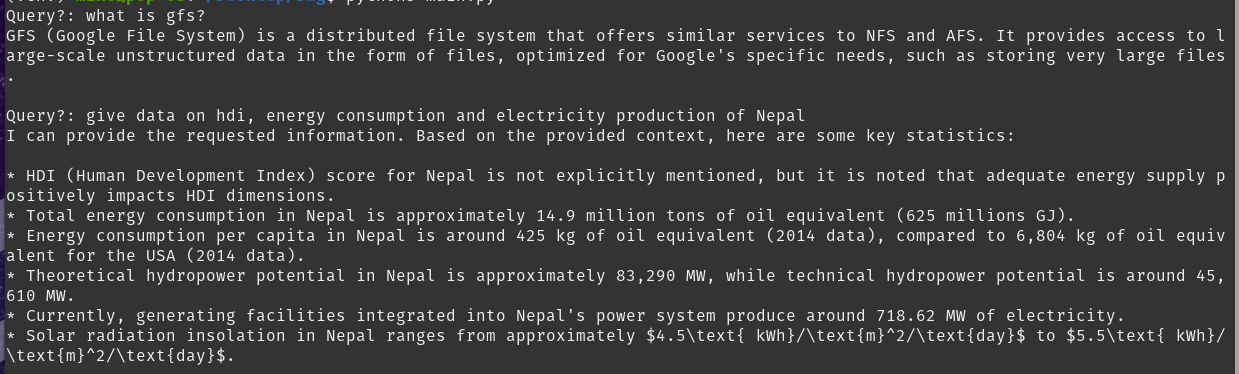 Query?: what is gfs?
GFS (Google File System) is a distributed file system that offers similar services to NFS and AFS. It provides access to l
arge-scale unstructured data in the form of files, optimized for Google's specific needs, such as storing very large files
.
Query?: give data on hdi, energy consumption and electricity production of Nepal
I can provide the requested information. Based on the provided context, here are some key statistics:
* HDI (Human Development Index) score for Nepal is not explicitly mentioned, but it is noted that adequate energy supply p
ositively impacts HDI dimensions.
* Total energy consumption in Nepal is approximately 14.9 million tons of oil equivalent (625 millions GJ).
* Energy consumption per capita in Nepal is around 425 kg of oil equivalent (2014 data), compared to 6,804 kg of oil equiv
alent for the USA (2014 data).
* Theoretical hydropower potential in Nepal is approximately 83,290 MW, while technical hydropower potential is around 45,
610 MW.
* Currently, generating facilities integrated into Nepal's power system produce around 718.62 MW of electricity.
* Solar radiation insolation in Nepal ranges from approximately $4.5\text{ kWh}/\text{m}^2/\text{day}$ to $5.5\text{ kWh}/
\text{m}^2/\text{day}$.